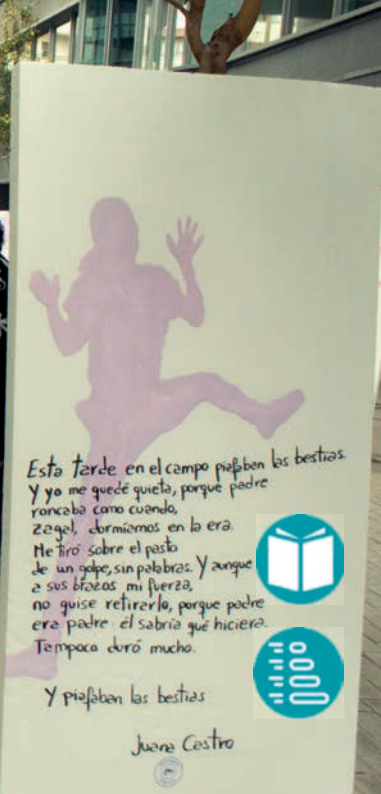 Esta tarde en el campo piafaban las bestias.
Y yo me quedé quieta, porque padre
roncaba como cuando,
zagal, dormíamos en la era.
Me tiró sobre el pasto
de un golpe, sin palabras. Y aunque
a sus brazos mi fuerza,
no quise retirarlo, porque padre
era padre: él sabría qué hiciera.
Tampoco duró mucho.
Y piafaban las bestias
Juana Castro